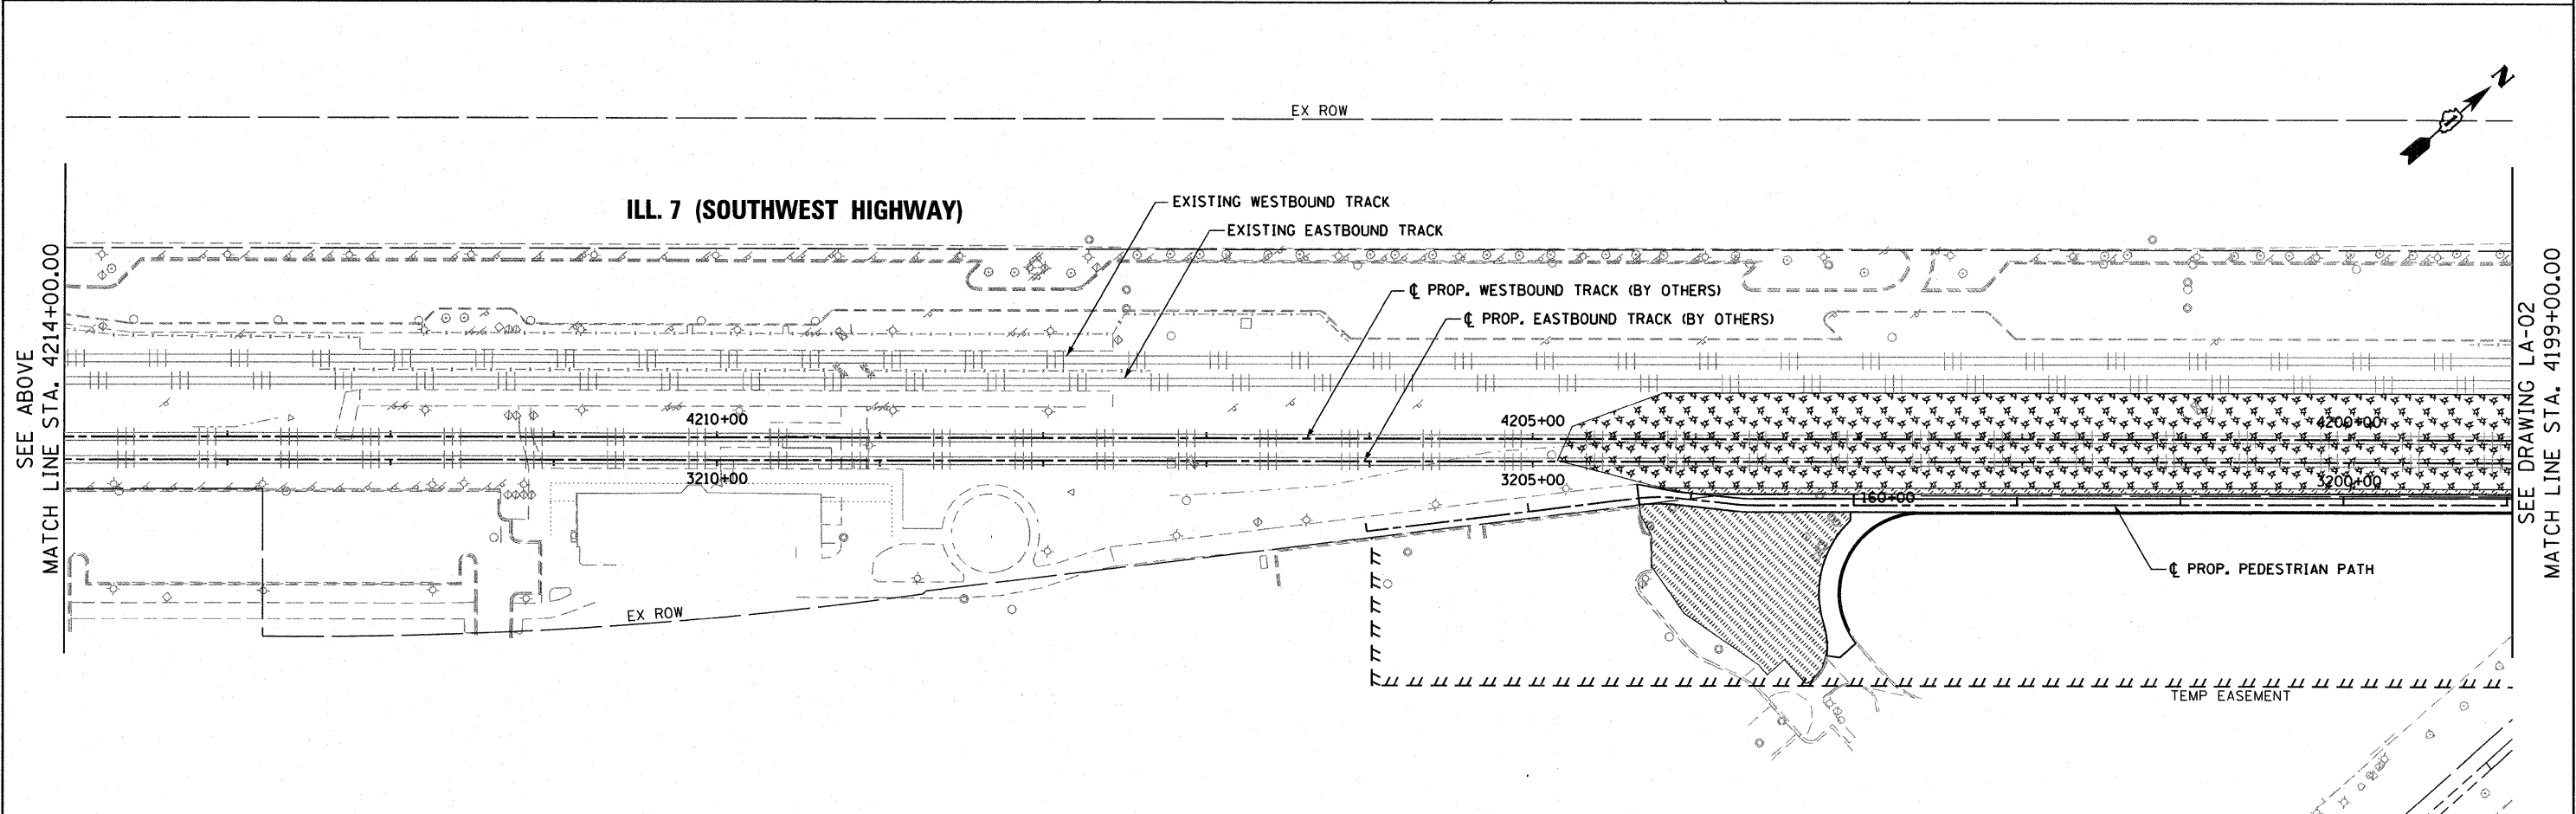 EX ROW
N
ILL. 7 (SOUTHWEST HIGHWAY)
EXISTING WESTBOUND TRACK
EXISTING EASTBOUND TRACK
℄ PROP. WESTBOUND TRACK (BY OTHERS)
℄ PROP. EASTBOUND TRACK (BY OTHERS)
SEE ABOVE
MATCH LINE STA. 4214+00.00
SEE DRAWING LA-02
MATCH LINE STA. 4199+00.00
4210+00
4205+00
4200+00
3210+00
3205+00
3200+00
160+00
℄ PROP. PEDESTRIAN PATH
EX ROW
TEMP EASEMENT